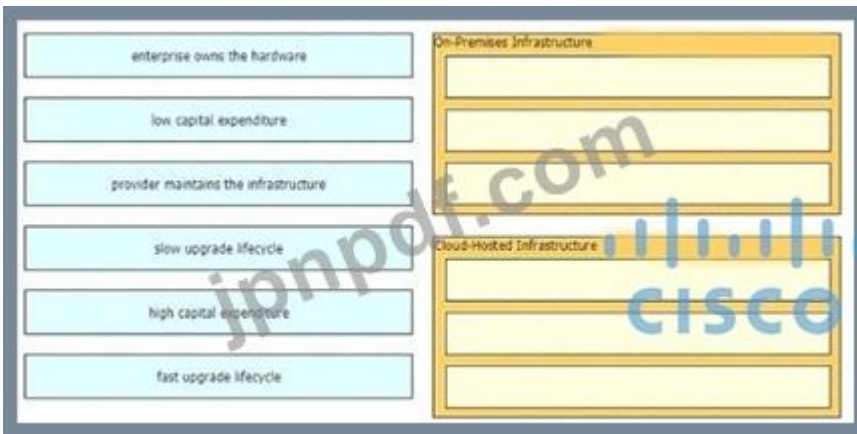 enterprise owns the hardware
low capital expenditure
provider maintains the infrastructure
slow upgrade lifecycle
high capital expenditure
fast upgrade lifecycle
On-Premises Infrastructure
Cloud-Hosted Infrastructure
jpnpdf.com
CISCO